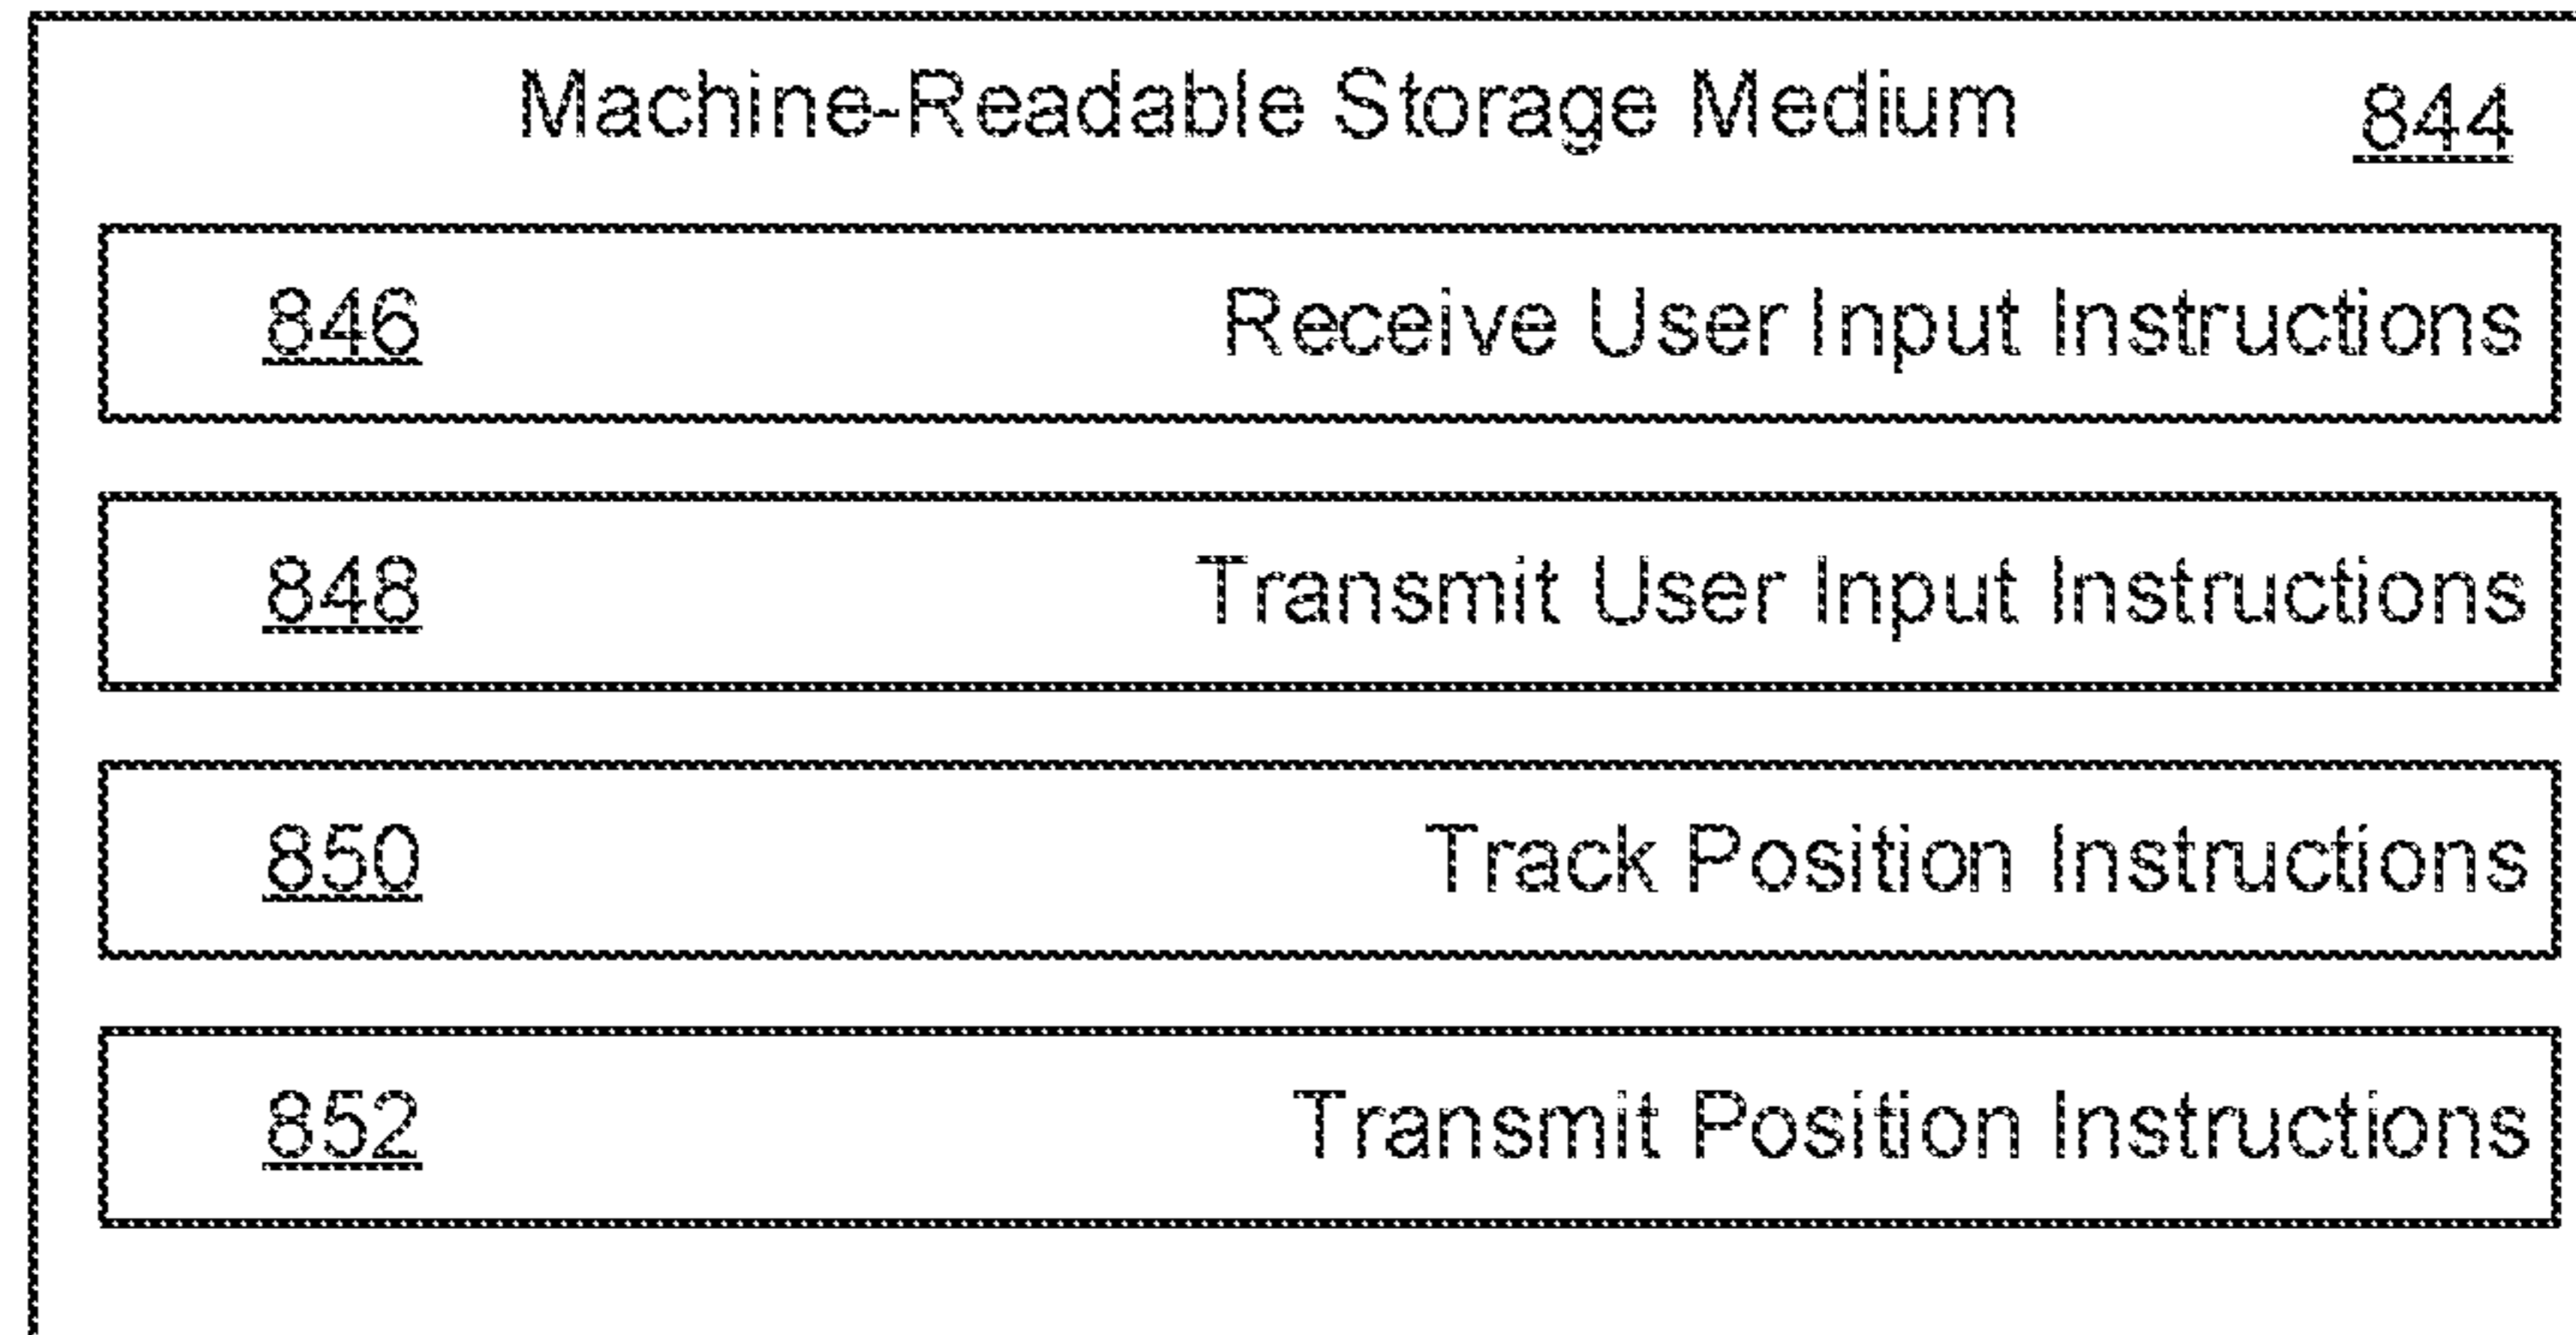 Machine-Readable Storage Medium 844
846 Receive User Input Instructions
848 Transmit User Input Instructions
850 Track Position Instructions
852 Transmit Position Instructions